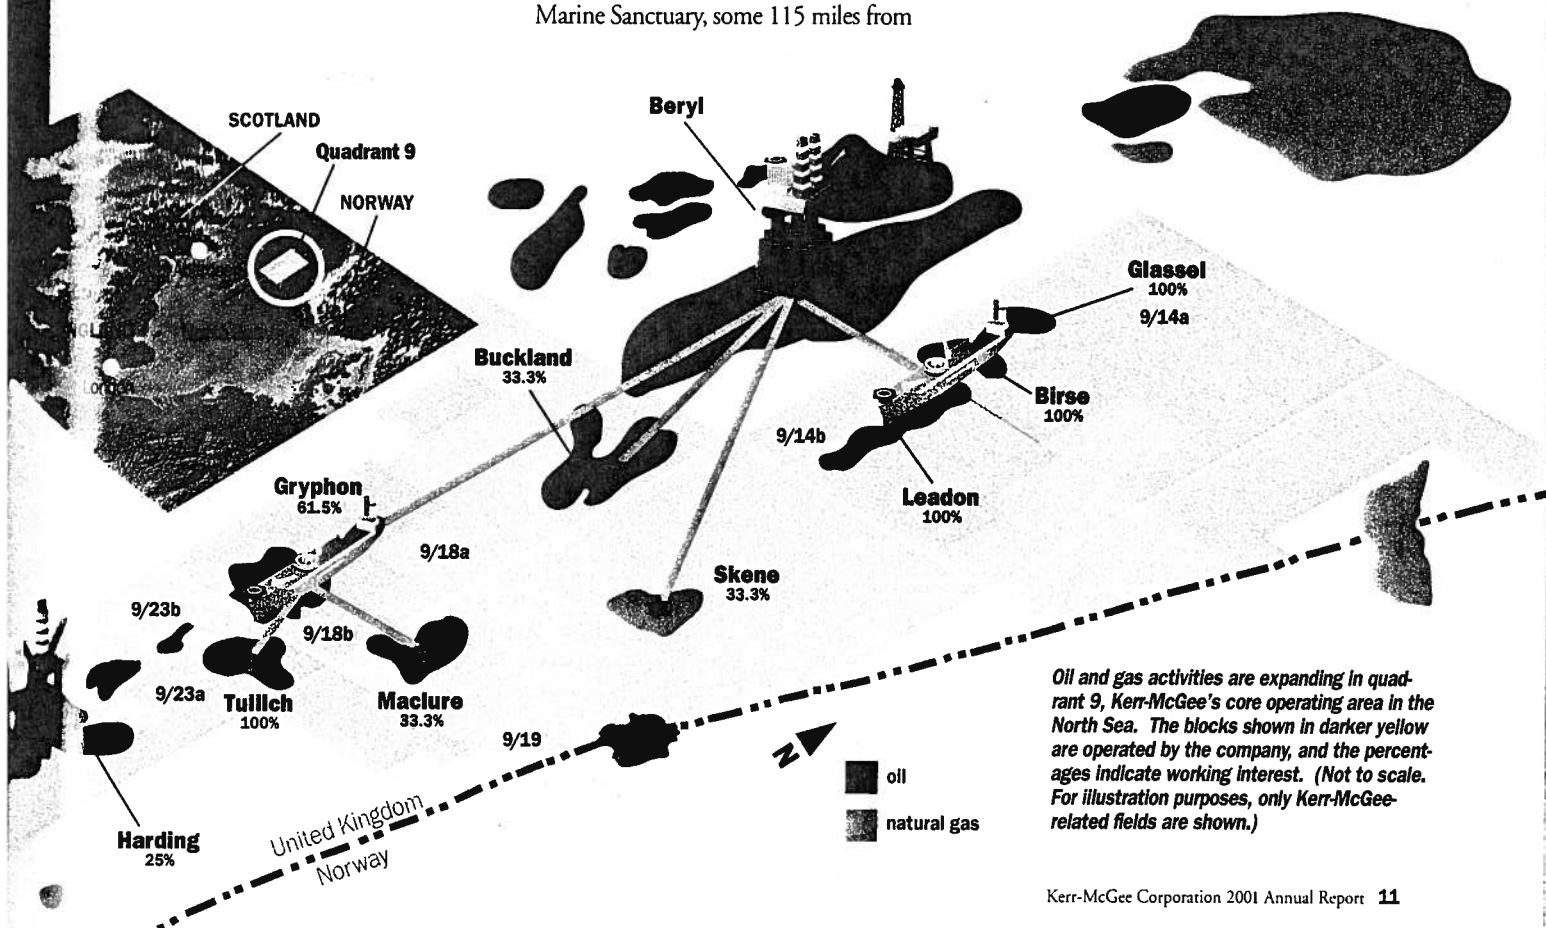 Marine Sanctuary, some 115 miles from
SCOTLAND
Quadrant 9
NORWAY
London
Beryl
Glassel
100%
9/14a
Buckland
33.3%
Birse
100%
9/14b
Leadon
100%
Gryphon
61.5%
9/18a
Skene
33.3%
9/23b
9/18b
9/23a
Tullich
100%
Maclure
33.3%
9/19
Harding
25%
United Kingdom
Norway
N
oil
natural gas
Oil and gas activities are expanding in quad-
rant 9, Kerr-McGee's core operating area in the
North Sea. The blocks shown in darker yellow
are operated by the company, and the percent-
ages indicate working interest. (Not to scale.
For illustration purposes, only Kerr-McGee-
related fields are shown.)
Kerr-McGee Corporation 2001 Annual Report 11